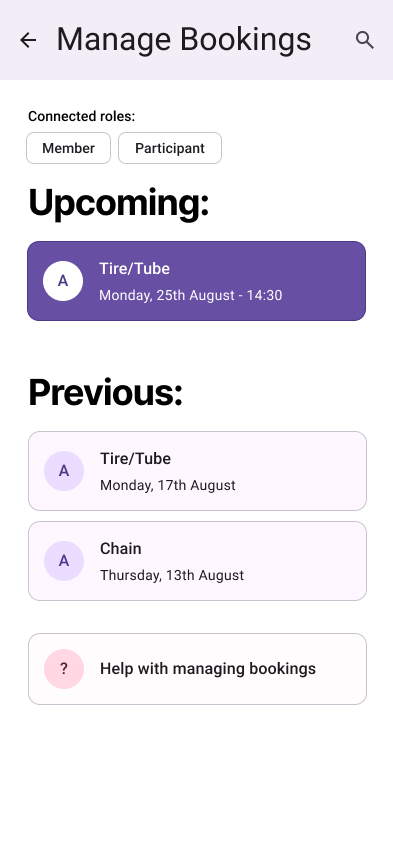 Manage Bookings
Connected roles:
Member
Participant
Upcoming:
A
Tire/Tube
Monday, 25th August - 14:30
Previous:
A
Tire/Tube
Monday, 17th August
A
Chain
Thursday, 13th August
?
Help with managing bookings